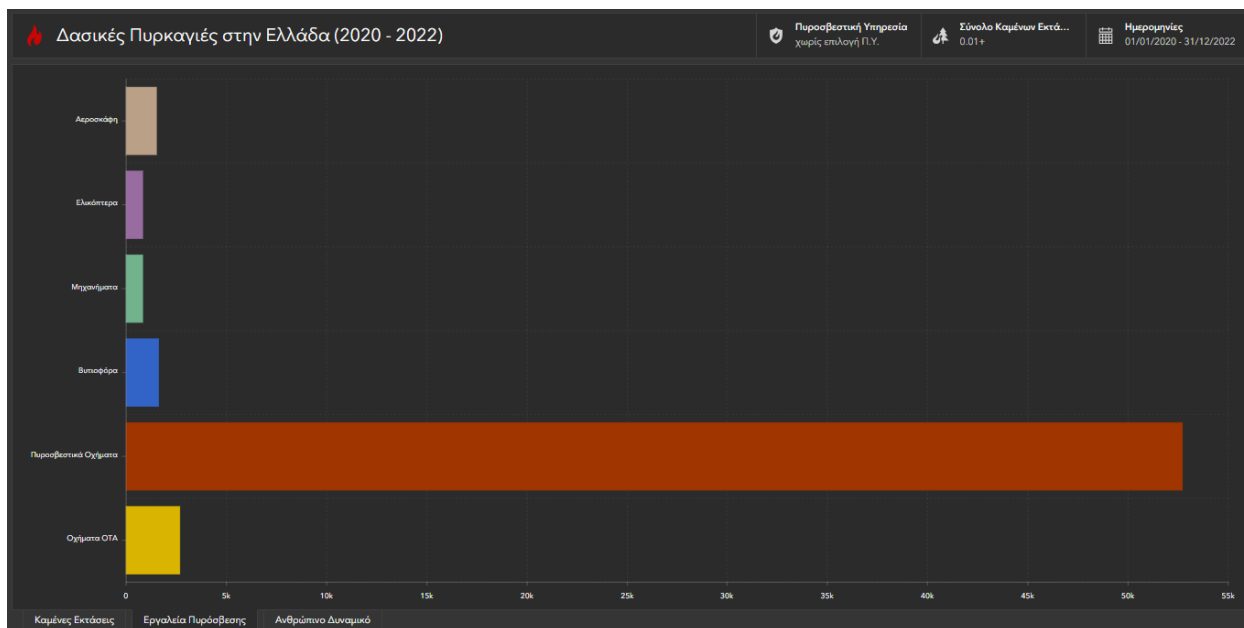 Δασικές Πυρκαγιές στην Ελλάδα (2020 - 2022)
Πυροσβεστική Υπηρεσία
χωρίς επιλογή Π.Υ.
Σύνολο Καμένων Εκτά...
0.01+
Ημερομηνίες
01/01/2020 - 31/12/2022
Αεροσκάφη
Ελικόπτερα
Μηχανήματα
Βυτιοφόρα
Πυροσβεστικά Οχήματα
Οχήματα ΟΤΑ
0 5k 10k 15k 20k 25k 30k 35k 40k 45k 50k 55k
Καμένες Εκτάσεις Εργαλεία Πυρόσβεσης Ανθρώπινο Δυναμικό